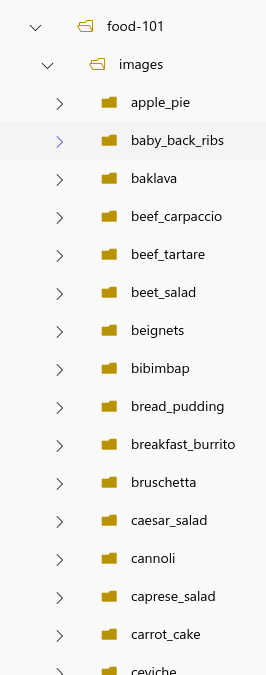 food-101
images
apple_pie
baby_back_ribs
baklava
beef_carpaccio
beef_tartare
beet_salad
beignets
bibimbap
bread_pudding
breakfast_burrito
bruschetta
caesar_salad
cannoli
caprese_salad
carrot_cake
ceviche